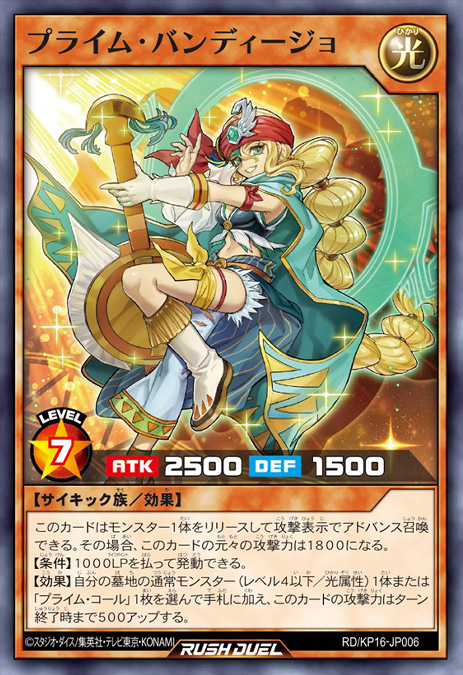 プライム・バンディージョ
ひかり
光
LEVEL
7
ATK 2500 DEF 1500
【サイキック族／効果】
このカードはモンスター1体をリリースして攻撃表示でアドバンス召喚
できる。その場合、このカードの元々の攻撃力は1800になる。
【条件】1000LPを払って発動できる。
【効果】自分の墓地の通常モンスター（レベル4以下／光属性）1体または
「プライム・コール」1枚を選んで手札に加え、このカードの攻撃力はターン
終了時まで500アップする。
©スタジオ・ダイス/集英社・テレビ東京・KONAMI
RUSH DUEL
RD/KP16-JP006